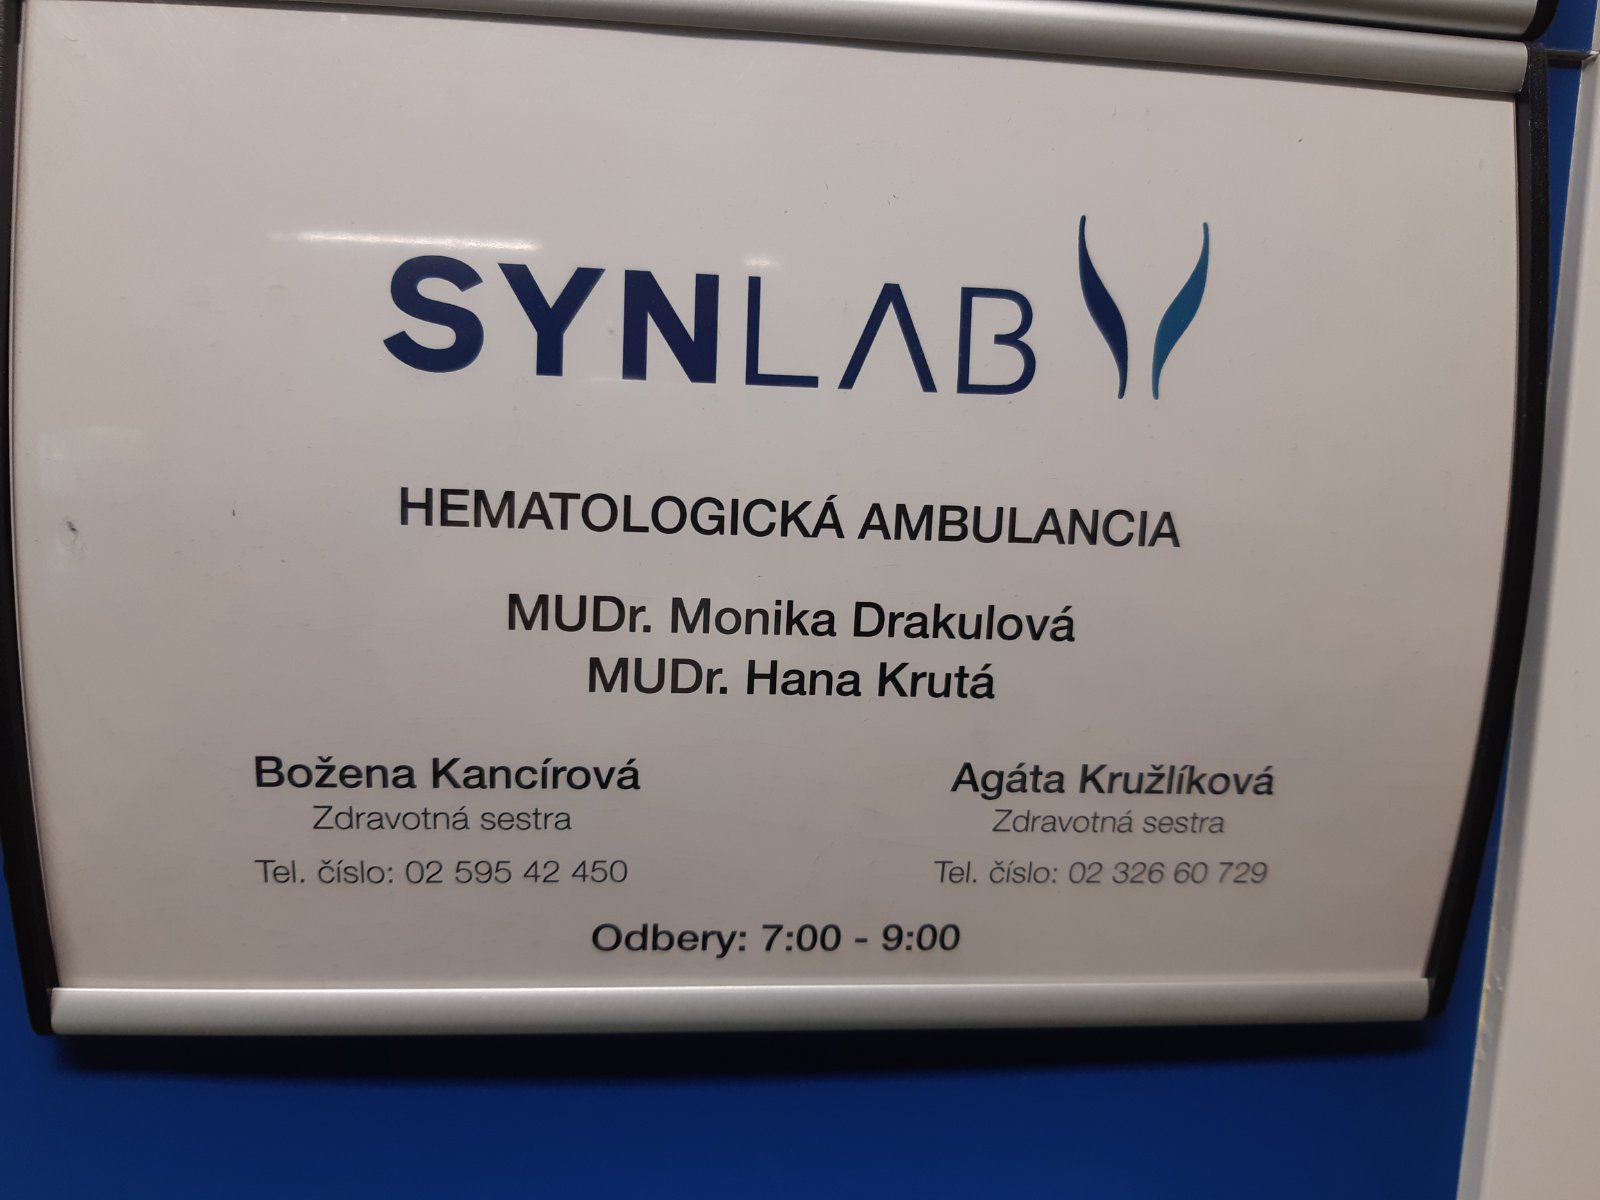 SYNLAB
HEMATOLOGICKÁ AMBULANCIA
MUDr. Monika Drakulová
MUDr. Hana Krutá
Božena Kancírová
Zdravotná sestra
Tel. číslo: 02 595 42 450
Agáta Kružlíková
Zdravotná sestra
Tel. číslo: 02 326 60 729
Odbery: 7:00 - 9:00